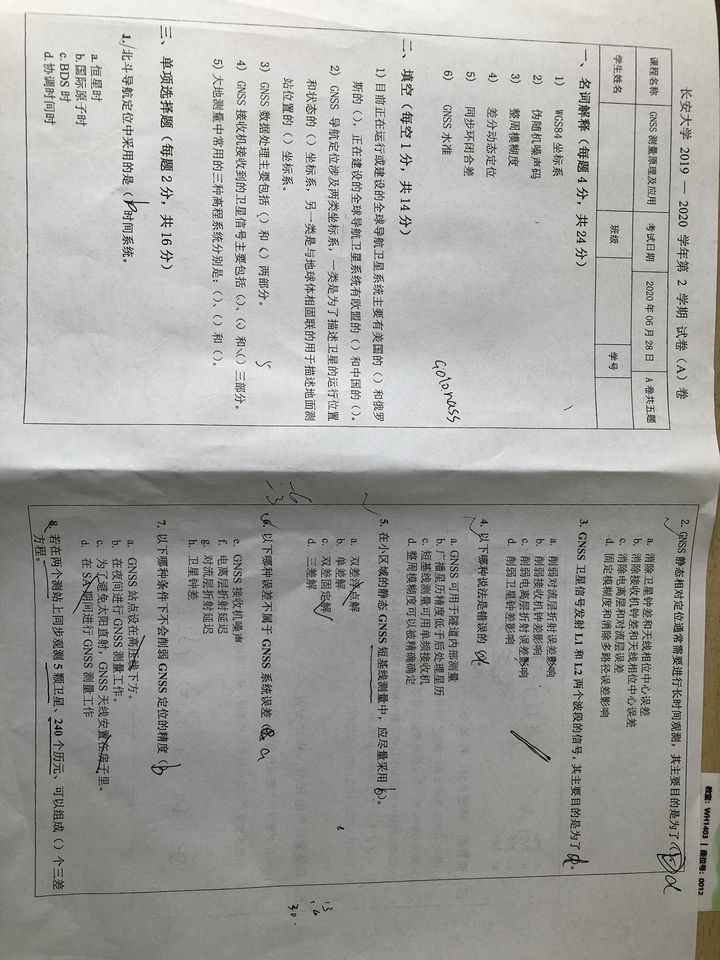 长安大学 2019 — 2020 学年第 2 学期 试卷（A）卷
课程名称 GNSS 测量原理及应用 考试日期 2020 年 06 月 28 日 A 卷共五题
学生姓名 班级 学号
一、名词解释（每题 4 分，共 24 分）
1) WGS84 坐标系
2) 伪随机噪声码
3) 整周模糊度
4) 差分动态定位
5) 同步环闭合差
6) GNSS 水准
Golonass
二、填空（每空 1 分，共 14 分）
1) 目前正在运行或建设的全球导航卫星系统主要有美国的（）和俄罗
斯的（），正在建设的全球导航卫星系统有欧盟的（）和中国的（）。
2) GNSS 导航定位涉及两类坐标系，一类是为了描述卫星的运行位置
和状态的（）坐标系，另一类是与地球体相固联的用于描述地面测
站位置的（）坐标系。
3) GNSS 数据处理主要包括（）和（）两部分。
4) GNSS 接收机接收到的卫星信号主要包括（）、（）和（）三部分。
5) 大地测量中常用的三种高程系统分别是：（）、（）和（）。
三、单项选择题（每题 2 分，共 16 分）
1. 北斗导航定位中采用的是（b）时间系统。
a. 恒星时
b. 国际原子时
c. BDS 时
d. 协调时间时
教室：WH1403 | 座位号：0012
2. GNSS 静态相对定位通常需要进行长时间观测，其主要目的是为了（）d
a. 消除卫星钟差和天线相位中心误差
b. 消除接收机钟差和天线相位中心误差
c. 消除电离层和对流层误差
d. 固定模糊度和消除多路径误差影响
3. GNSS 卫星信号发射 L1 和 L2 两个波段的信号，其主要目的是为了（d）。
a. 削弱对流层折射误差影响
b. 削弱接收机钟差影响
c. 削弱电离层折射误差影响
d. 削弱卫星钟差影响
4. 以下哪种说法是错误的（d）。
a. GNSS 可用于隧道内部测量
b. 广播星历精度低于后处理星历
c. 短基线测量可用单频接收机
d. 整周模糊度可以被精确确定
5. 在小区域的静态 GNSS 短基线测量中，应尽量采用（b）。
a. 双差浮点解
b. 单差解
c. 双差固定解
d. 三差解
-6
-3
6. 以下哪种误差不属于 GNSS 系统误差（） a
e. GNSS 接收机噪声
f. 电离层折射延迟
g. 对流层折射延迟
h. 卫星钟差
7. 以下哪种条件下不会削弱 GNSS 定位的精度（b
a. GNSS 站点设在高压线下方。
b. 在夜间进行 GNSS 测量工作。
c. 为了避免太阳直射，GNSS 天线安置在房子里。
d. 在 SA 期间进行 GNSS 测量工作
8. 若在两个测站上同步观测 5 颗卫星、240 个历元、可以组成（）个三差
方程。